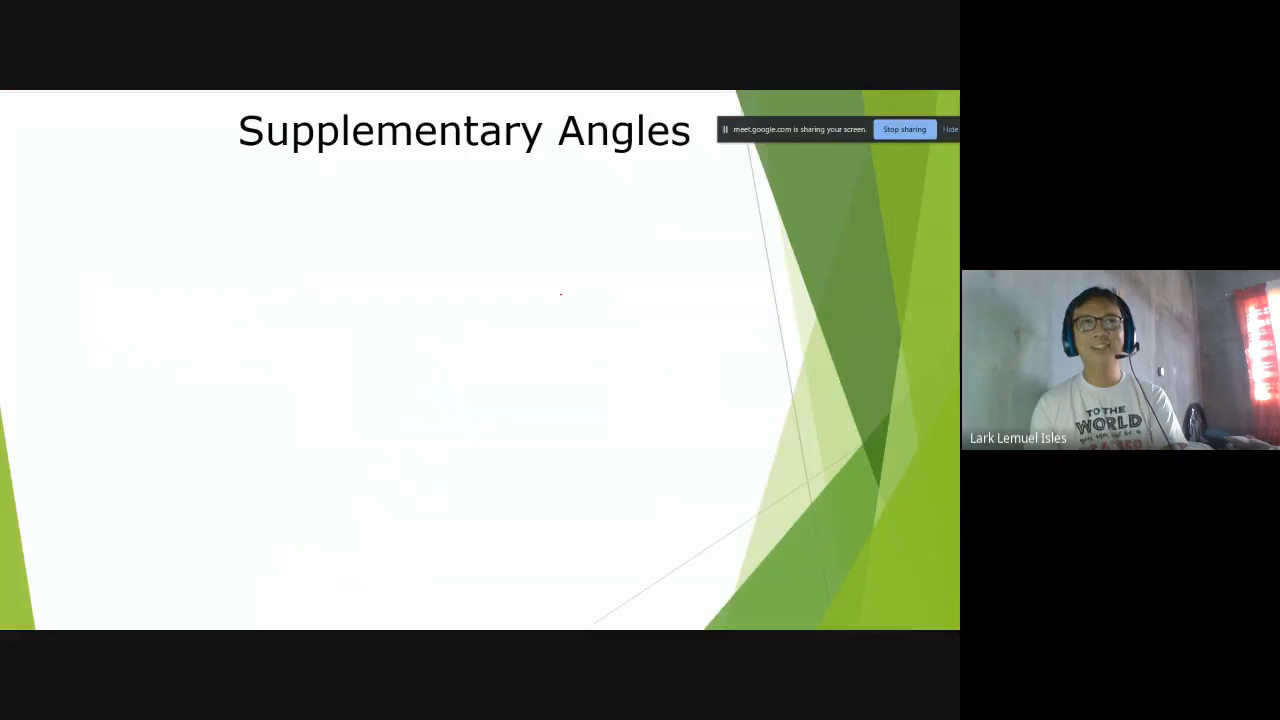 Supplementary Angles
meet.google.com is sharing your screen.
Stop sharing
Hide
TO THE
WORLD
Lark Lemuel Isles